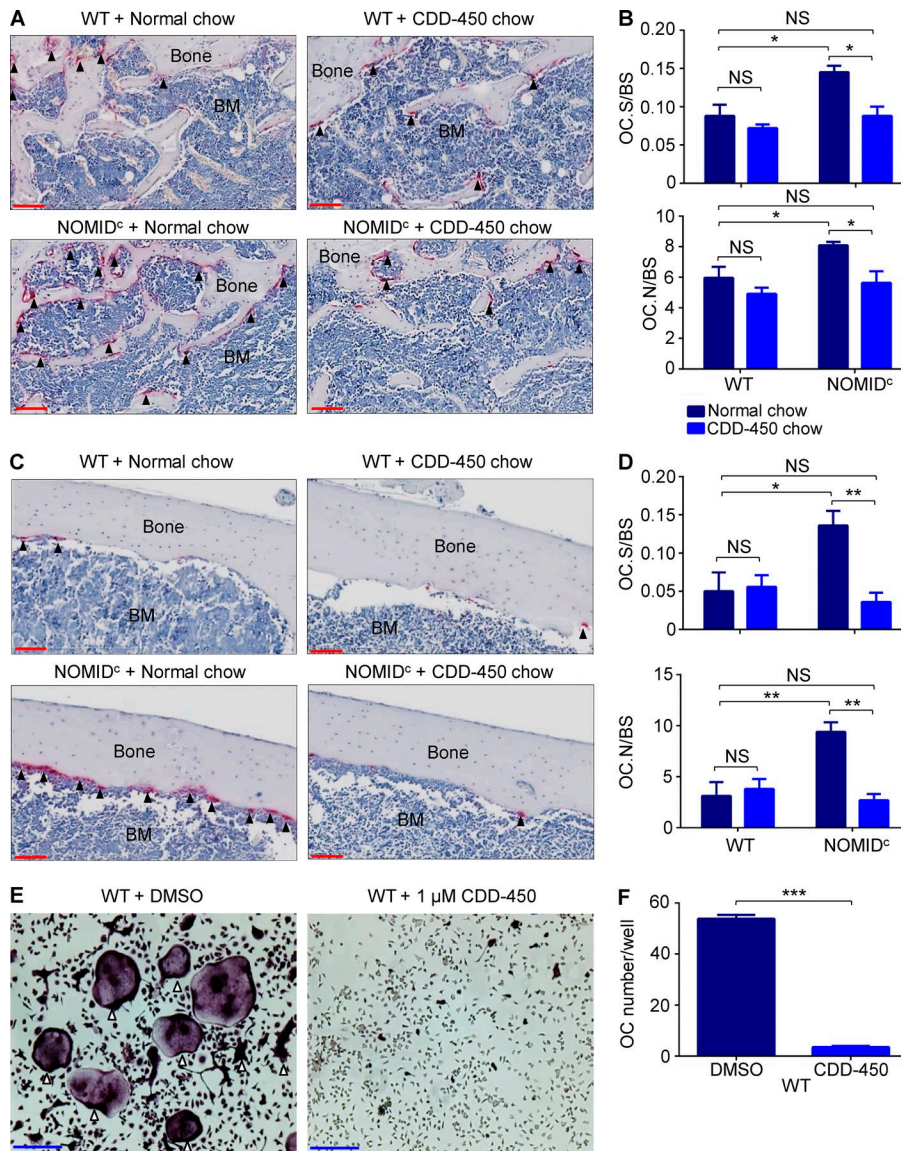 A
WT + Normal chow
WT + CDD-450 chow
Bone
BM
Bone
BM
NOMIDᶜ + Normal chow
NOMIDᶜ + CDD-450 chow
Bone
BM
Bone
BM
B
NS
*
*
NS
OC.S/BS
0.15
0.10
0.05
NS
*
*
NS
OC.N/BS
8
6
4
2
0
WT
NOMIDᶜ
Normal chow
CDD-450 chow
C
WT + Normal chow
WT + CDD-450 chow
Bone
BM
Bone
BM
NOMIDᶜ + Normal chow
NOMIDᶜ + CDD-450 chow
Bone
BM
Bone
BM
D
NS
*
**
NS
OC.S/BS
0.20
0.15
0.10
0.05
0
NS
**
**
NS
OC.N/BS
10
5
0
WT
NOMIDᶜ
E
WT + DMSO
WT + 1 µM CDD-450
F
***
OC number/well
60
40
20
0
DMSO
CDD-450
WT